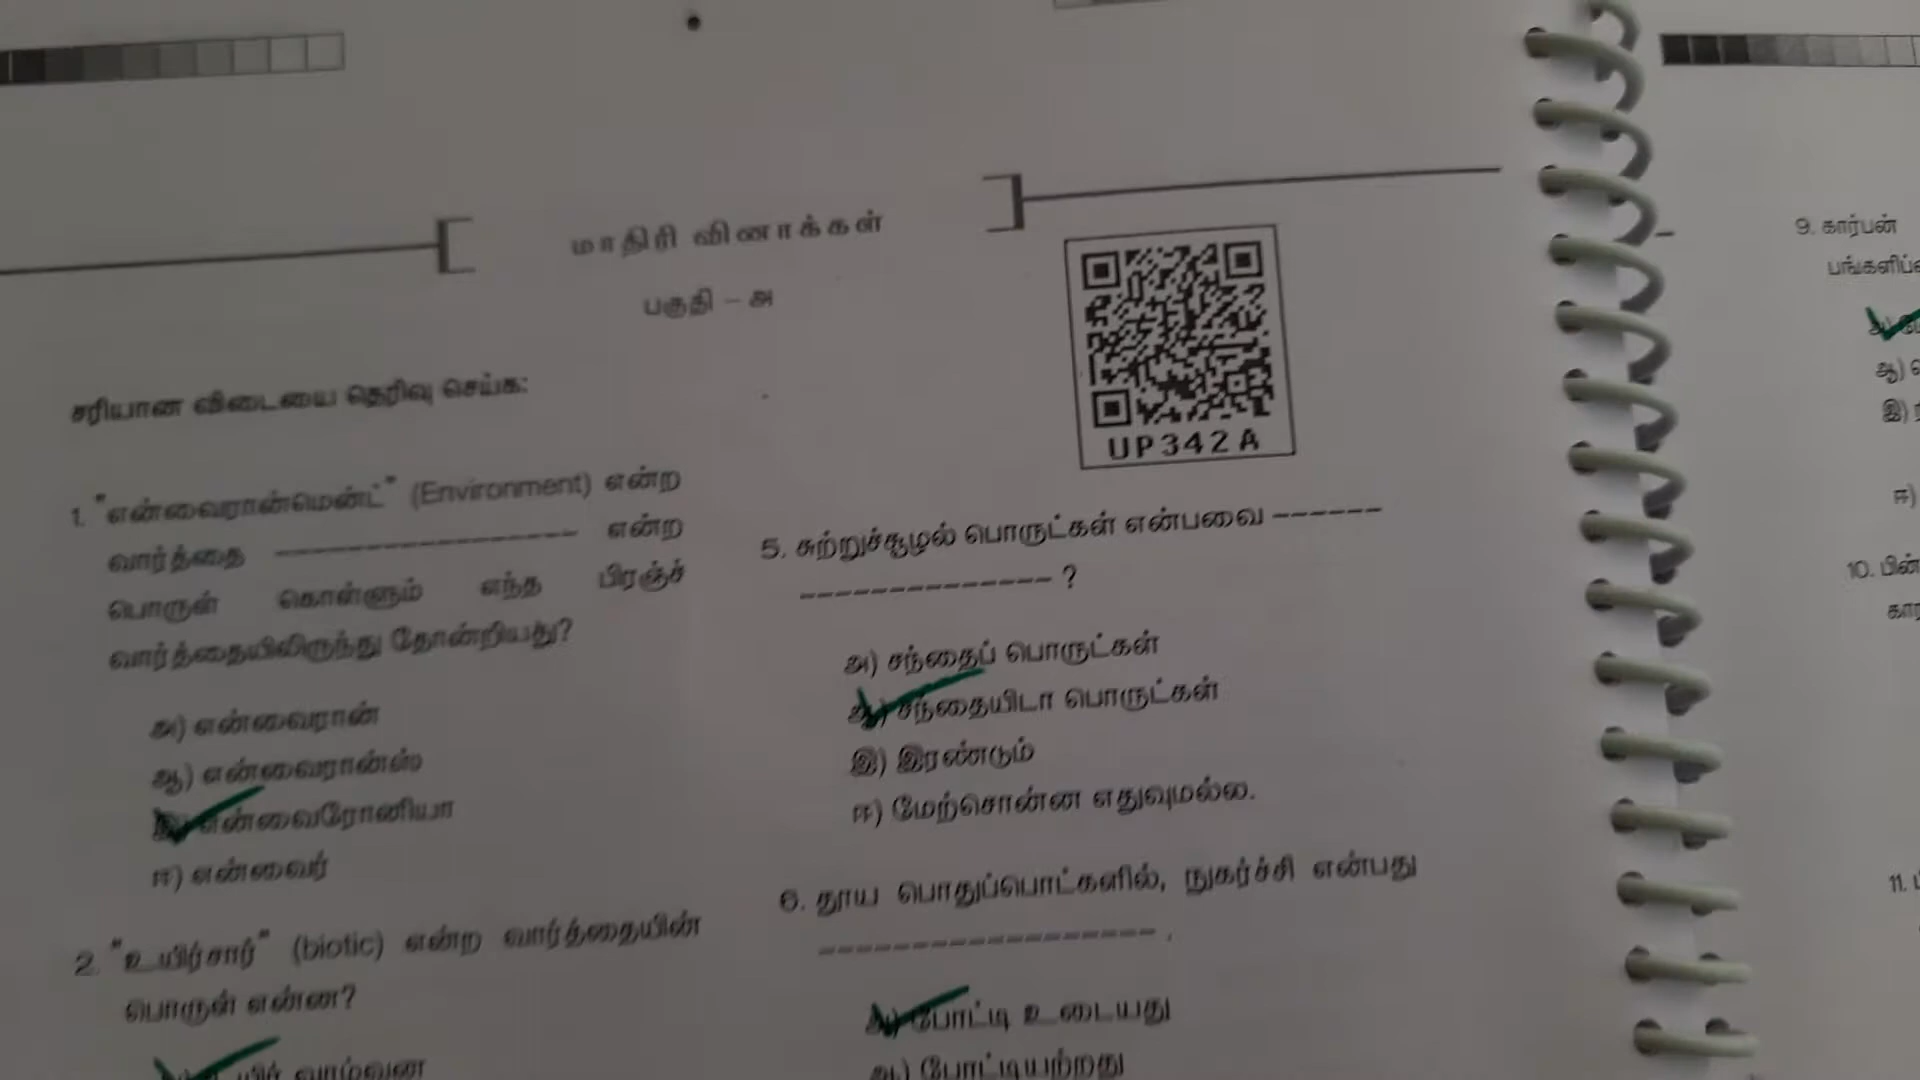 மாதிரி வினாக்கள்
பகுதி – அ
UP342A
சரியான விடையை தெரிவு செய்க:
1. "என்வைரான்மெண்ட்" (Environment) என்ற
வார்த்தை ---------------- என்ற
பொருள் கொள்ளும் எந்த பிரஞ்ச்
வார்த்தையிலிருந்து தோன்றியது?
அ) என்வைரான்
ஆ) என்வைரான்ஸ்
இ) என்வைரோனியா
ஈ) என்வைர்
2. "உயிர்சார்" (biotic) என்ற வார்த்தையின்
பொருள் என்ன?
வாழ்வன
5. சுற்றுச்சூழல் பொருட்கள் என்பவை ------
-------------- ?
அ) சந்தைப் பொருட்கள்
ஆ) சந்தையிடா பொருட்கள்
இ) இரண்டும்
ஈ) மேற்சொன்ன எதுவுமல்ல.
6. தூய பொதுப்பொட்களில், நுகர்ச்சி என்பது
------------------ .
அ) போட்டி உடையது
ஆ) போட்டியற்றது
9. கார்பன்
ஆ)
இ)
ஈ)
10.
11.